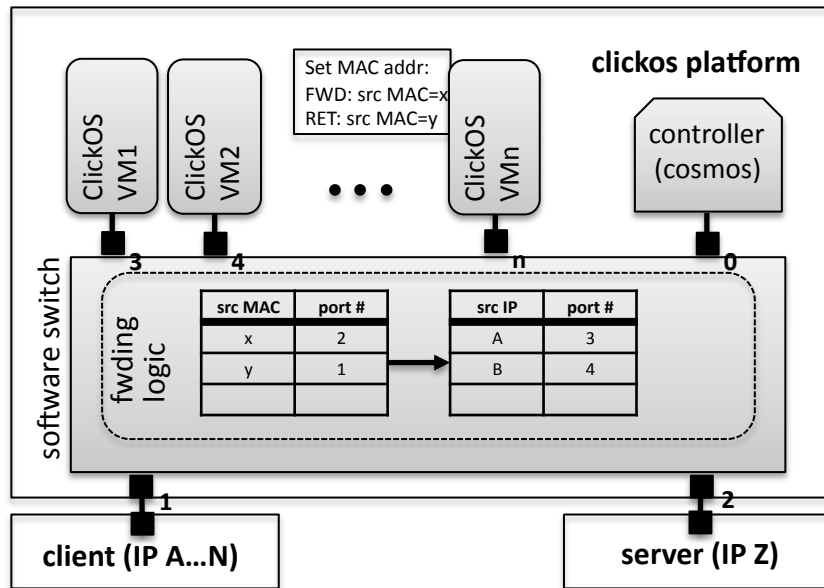 clickos platform
Set MAC addr:
FWD: src MAC=x
RET: src MAC=y
ClickOS
VM1
ClickOS
VM2
• • •
ClickOS
VMn
controller
(cosmos)
3
4
n
0
software switch
fwding
logic
src MAC port #
x 2
y 1
src IP port #
A 3
B 4
1
2
client (IP A...N)
server (IP Z)